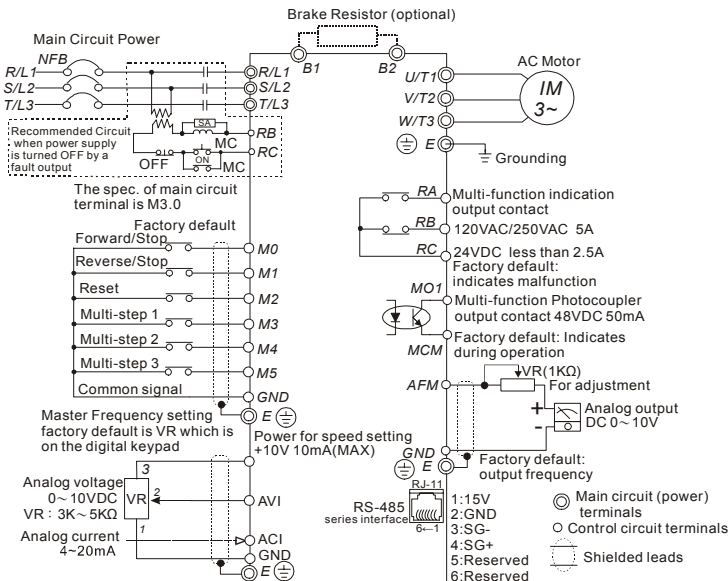 Brake Resistor (optional)
Main Circuit Power
NFB
R/L1
S/L2
T/L3
R/L1
S/L2
T/L3
B1
B2
U/T1
V/T2
W/T3
E
AC Motor
IM
3~
Grounding
Recommended Circuit
when power supply
is turned OFF by a
fault output
SA
MC
OFF
ON
MC
RB
RC
The spec. of main circuit
terminal is M3.0
Factory default
Forward/Stop
M0
Reverse/Stop
M1
Reset
M2
Multi-step 1
M3
Multi-step 2
M4
Multi-step 3
M5
Common signal
GND
E
Master Frequency setting
factory default is VR which is
on the digital keypad
Power for speed setting
+10V 10mA(MAX)
3
Analog voltage
0~10VDC
VR : 3K~5KΩ
VR
2
AVI
1
Analog current
4~20mA
ACI
GND
E
RA
Multi-function indication
output contact
RB
120VAC/250VAC 5A
RC
24VDC less than 2.5A
Factory default:
indicates malfunction
MO1
Multi-function Photocoupler
output contact 48VDC 50mA
MCM
Factory default: Indicates
during operation
AFM
VR(1KΩ)
For adjustment
+
-
Analog output
DC 0~10V
GND
E
Factory default:
output frequency
RJ-11
RS-485
series interface
6←1
1:15V
2:GND
3:SG-
4:SG+
5:Reserved
6:Reserved
Main circuit (power)
terminals
Control circuit terminals
Shielded leads